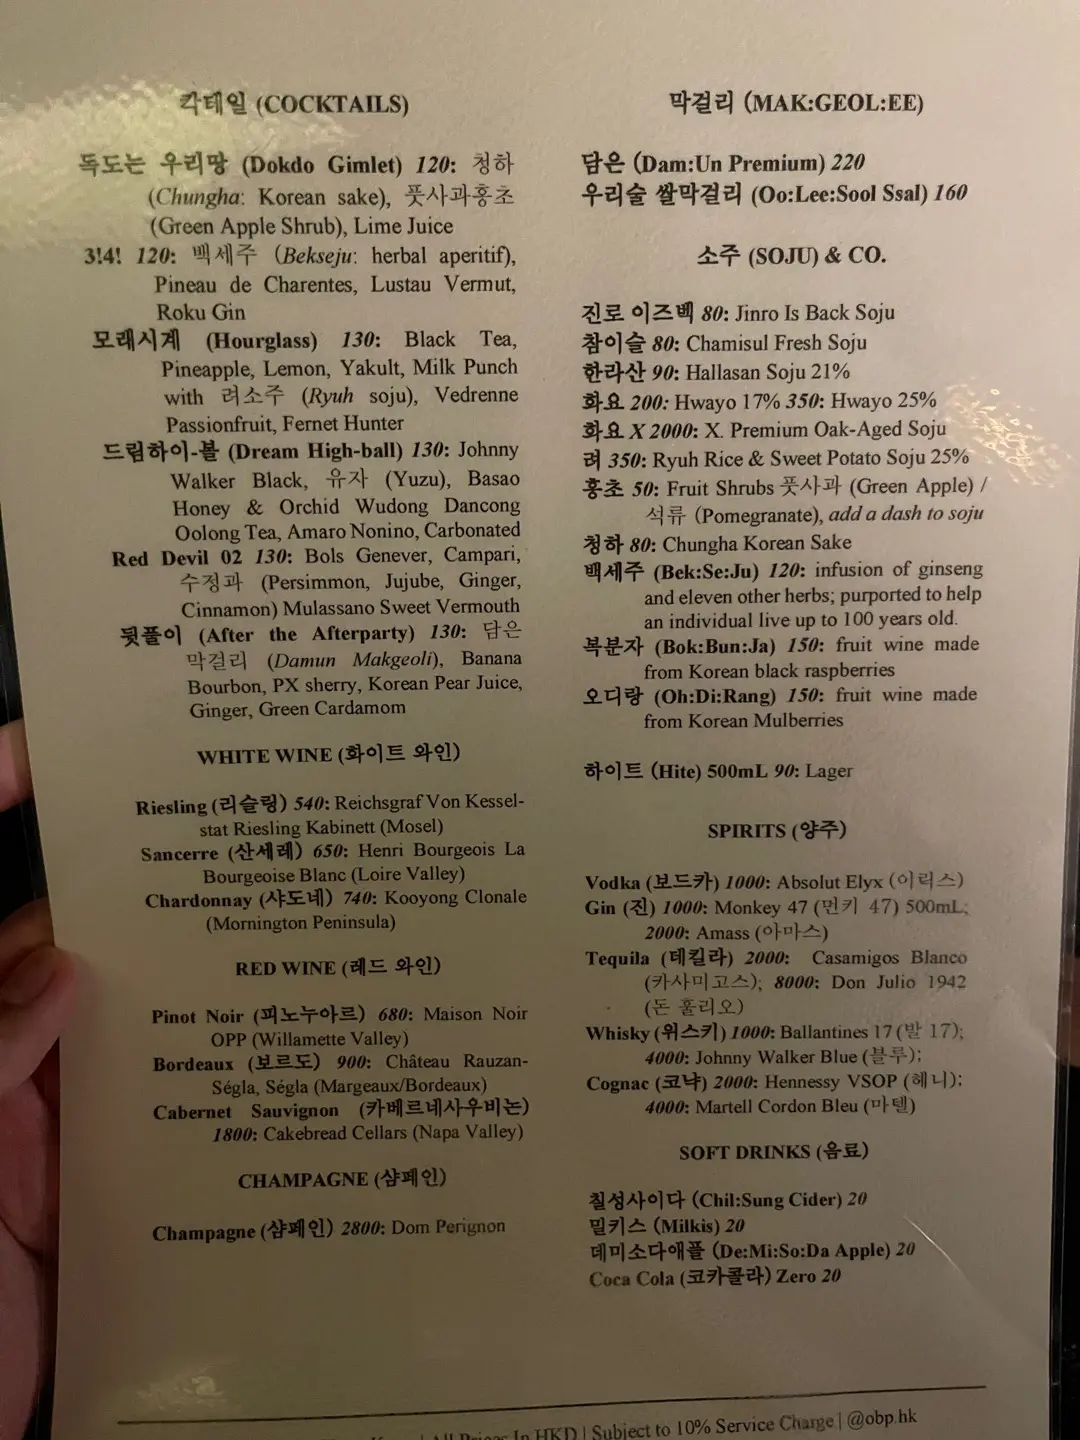 칵테일 (COCKTAILS)
독도는 우리땅 (Dokdo Gimlet) 120: 청하
(Chungha: Korean sake), 풋사과홍초
(Green Apple Shrub), Lime Juice
3!4! 120: 백세주 (Bekseju: herbal aperitif),
Pineau de Charentes, Lustau Vermut,
Roku Gin
모래시계 (Hourglass) 130: Black Tea,
Pineapple, Lemon, Yakult, Milk Punch
with 려소주 (Ryuh soju), Vedrenne
Passionfruit, Fernet Hunter
드림하이-볼 (Dream High-ball) 130: Johnny
Walker Black, 유자 (Yuzu), Basao
Honey & Orchid Wudong Dancong
Oolong Tea, Amaro Nonino, Carbonated
Red Devil 02 130: Bols Genever, Campari,
수정과 (Persimmon, Jujube, Ginger,
Cinnamon) Mulassano Sweet Vermouth
뒷풀이 (After the Afterparty) 130: 담은
막걸리 (Damun Makgeoli), Banana
Bourbon, PX sherry, Korean Pear Juice,
Ginger, Green Cardamom
WHITE WINE (화이트 와인)
Riesling (리슬링) 540: Reichsgraf Von Kessel-
stat Riesling Kabinett (Mosel)
Sancerre (산세레) 650: Henri Bourgeois La
Bourgeoise Blanc (Loire Valley)
Chardonnay (샤도네) 740: Kooyong Clonale
(Mornington Peninsula)
RED WINE (레드 와인)
Pinot Noir (피노누아르) 680: Maison Noir
OPP (Willamette Valley)
Bordeaux (보르도) 900: Château Rauzan-
Ségla, Ségla (Margeaux/Bordeaux)
Cabernet Sauvignon (카베르네사우비논)
1800: Cakebread Cellars (Napa Valley)
CHAMPAGNE (샴페인)
Champagne (샴페인) 2800: Dom Perignon
막걸리 (MAK:GEOL:EE)
담은 (Dam:Un Premium) 220
우리술 쌀막걸리 (Oo:Lee:Sool Ssal) 160
소주 (SOJU) & CO.
진로 이즈백 80: Jinro Is Back Soju
참이슬 80: Chamisul Fresh Soju
한라산 90: Hallasan Soju 21%
화요 200: Hwayo 17% 350: Hwayo 25%
화요 X 2000: X. Premium Oak-Aged Soju
려 350: Ryuh Rice & Sweet Potato Soju 25%
홍초 50: Fruit Shrubs 풋사과 (Green Apple) /
석류 (Pomegranate), add a dash to soju
청하 80: Chungha Korean Sake
백세주 (Bek:Se:Ju) 120: infusion of ginseng
and eleven other herbs; purported to help
an individual live up to 100 years old.
복분자 (Bok:Bun:Ja) 150: fruit wine made
from Korean black raspberries
오디랑 (Oh:Di:Rang) 150: fruit wine made
from Korean Mulberries
하이트 (Hite) 500mL 90: Lager
SPIRITS (양주)
Vodka (보드카) 1000: Absolut Elyx (이릭스)
Gin (진) 1000: Monkey 47 (먼키 47) 500mL;
2000: Amass (아마스)
Tequila (테킬라) 2000: Casamigos Blanco
(카사미고스); 8000: Don Julio 1942
(돈 훌리오)
Whisky (위스키) 1000: Ballantines 17 (발 17);
4000: Johnny Walker Blue (블루);
Cognac (코냑) 2000: Hennessy VSOP (헤니);
4000: Martell Cordon Bleu (마텔)
SOFT DRINKS (음료)
칠성사이다 (Chil:Sung Cider) 20
밀키스 (Milkis) 20
데미소다애플 (De:Mi:So:Da Apple) 20
Coca Cola (코카콜라) Zero 20
| All Prices In HKD | Subject to 10% Service Charge | @obp.hk